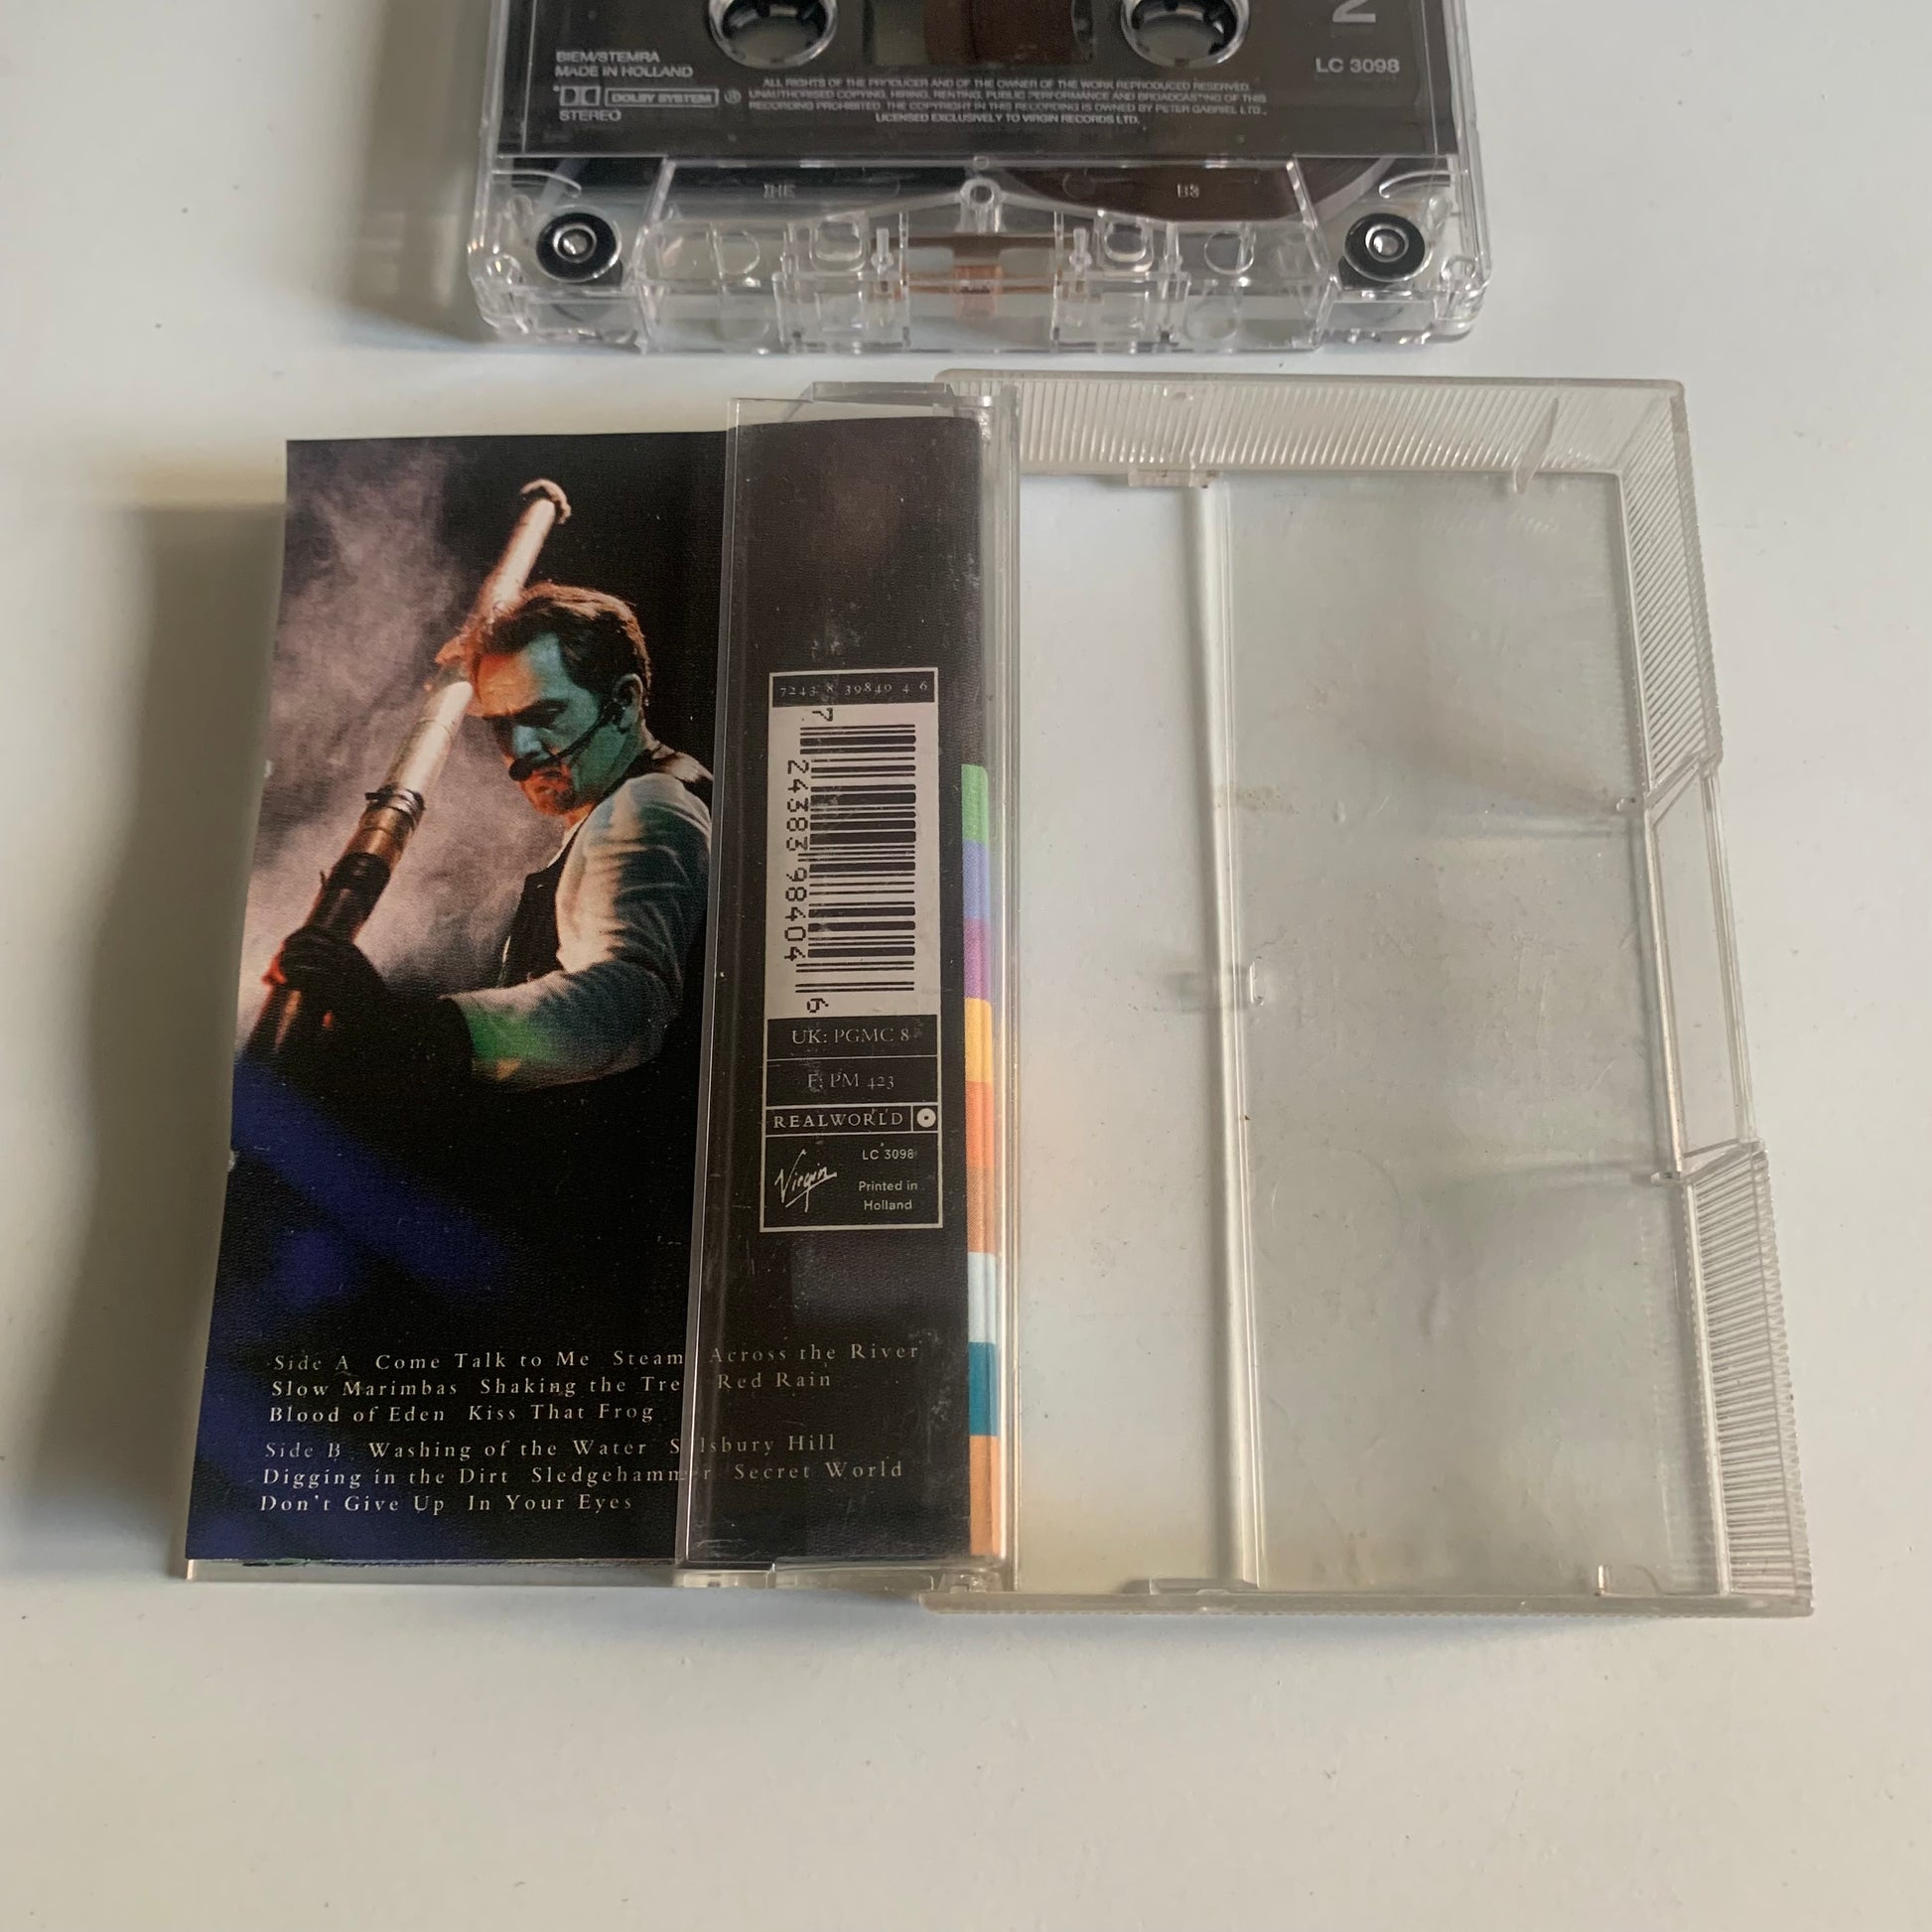 BIEM/STEMRA
MADE IN HOLLAND
DOLBY SYSTEM ®
STEREO
2
LC 3098
ALL RIGHTS OF THE PRODUCER AND OF THE OWNER OF THE WORK REPRODUCED RESERVED.
UNAUTHORISED COPYING, HIRING, RENTING, PUBLIC PERFORMANCE AND BROADCASTING OF THIS
RECORDING PROHIBITED. THE COPYRIGHT IN THIS RECORDING IS OWNED BY PETER GABRIEL LTD.,
LICENSED EXCLUSIVELY TO VIRGIN RECORDS LTD.
7243 8 39840 4 6
7 24383 98404 6
UK: PGMC 8
F: PM 423
REALWORLD
Virgin
LC 3098
Printed in
Holland
Side A Come Talk to Me Steam Across the River
Slow Marimbas Shaking the Tre Red Rain
Blood of Eden Kiss That Frog
Side B Washing of the Water S lsbury Hill
Digging in the Dirt Sledgehammer Secret World
Don't Give Up In Your Eyes